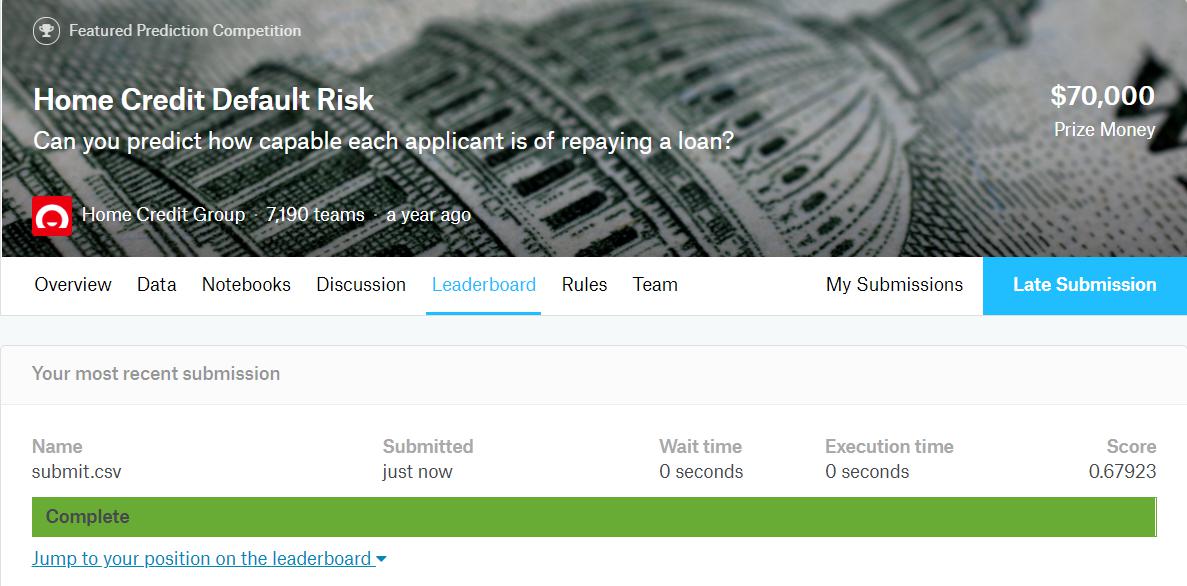 Featured Prediction Competition
Home Credit Default Risk
Can you predict how capable each applicant is of repaying a loan?
$70,000
Prize Money
Home Credit Group · 7,190 teams · a year ago
Overview Data Notebooks Discussion Leaderboard Rules Team My Submissions Late Submission
Your most recent submission
Name Submitted Wait time Execution time Score
submit.csv just now 0 seconds 0 seconds 0.67923
Complete
Jump to your position on the leaderboard